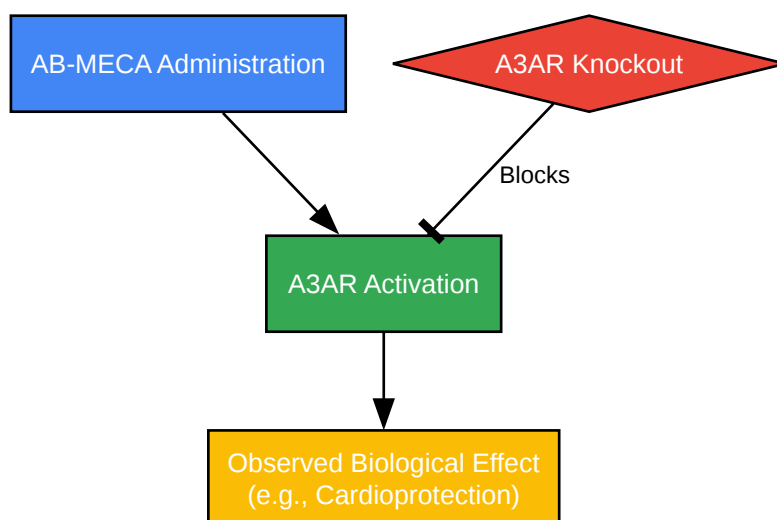 AB-MECA Administration
A3AR Knockout
Blocks
A3AR Activation
Observed Biological Effect
(e.g., Cardioprotection)